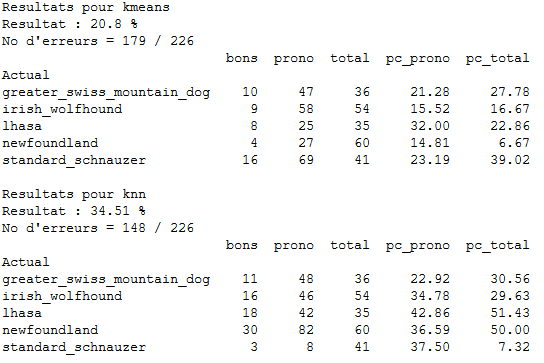 Resultats pour kmeans
Resultat : 20.8 %
No d'erreurs = 179 / 226
bons prono total pc_prono pc_total
Actual
greater_swiss_mountain_dog 10 47 36 21.28 27.78
irish_wolfhound 9 58 54 15.52 16.67
lhasa 8 25 35 32.00 22.86
newfoundland 4 27 60 14.81 6.67
standard_schnauzer 16 69 41 23.19 39.02
Resultats pour knn
Resultat : 34.51 %
No d'erreurs = 148 / 226
bons prono total pc_prono pc_total
Actual
greater_swiss_mountain_dog 11 48 36 22.92 30.56
irish_wolfhound 16 46 54 34.78 29.63
lhasa 18 42 35 42.86 51.43
newfoundland 30 82 60 36.59 50.00
standard_schnauzer 3 8 41 37.50 7.32